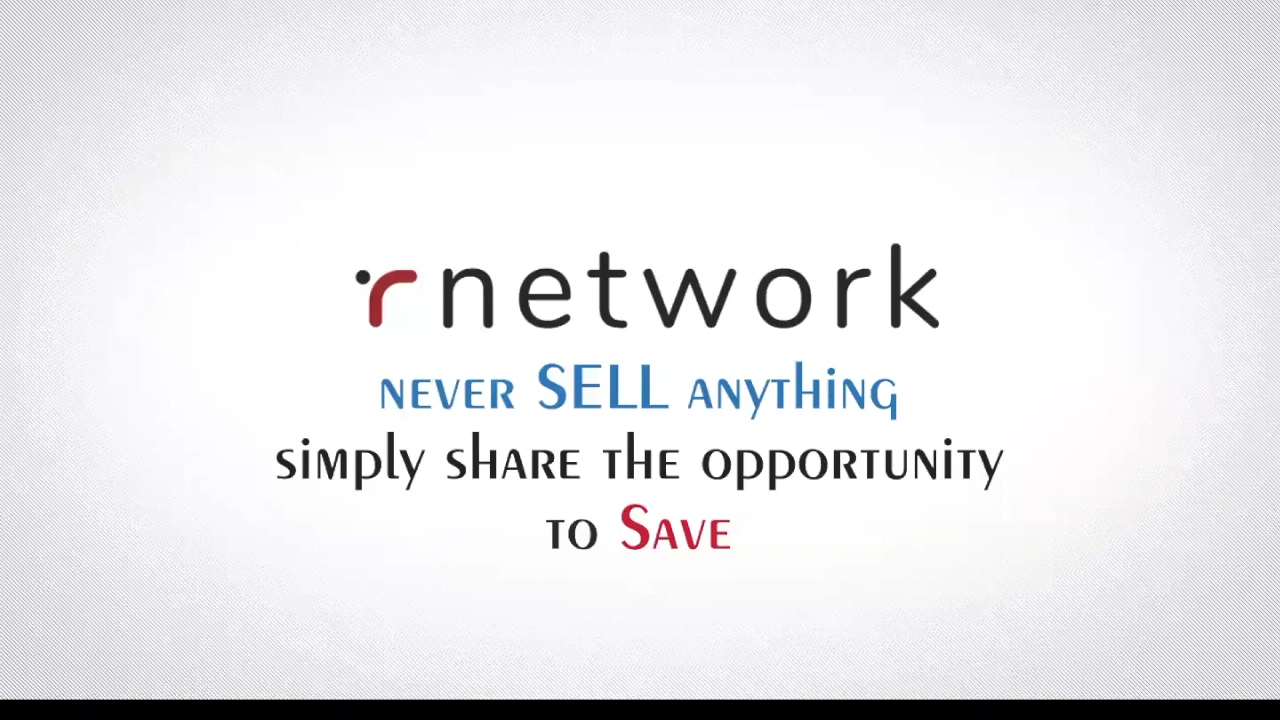 rnetwork
NEVER SELL ANYThiNG
SiMply ShARE ThE OppORTUNiTy
TO SAVE